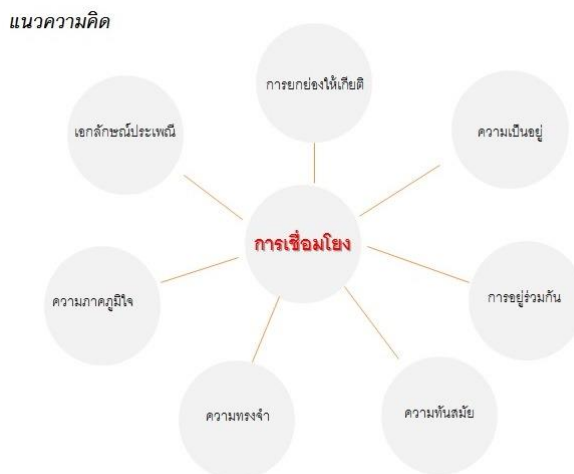 แนวความคิด
การยกย่องให้เกียติ
เอกลักษณ์ประเพณี
ความเป็นอยู่
การเชื่อมโยง
ความภาคภูมิใจ
การอยู่ร่วมกัน
ความทรงจำ
ความทันสมัย